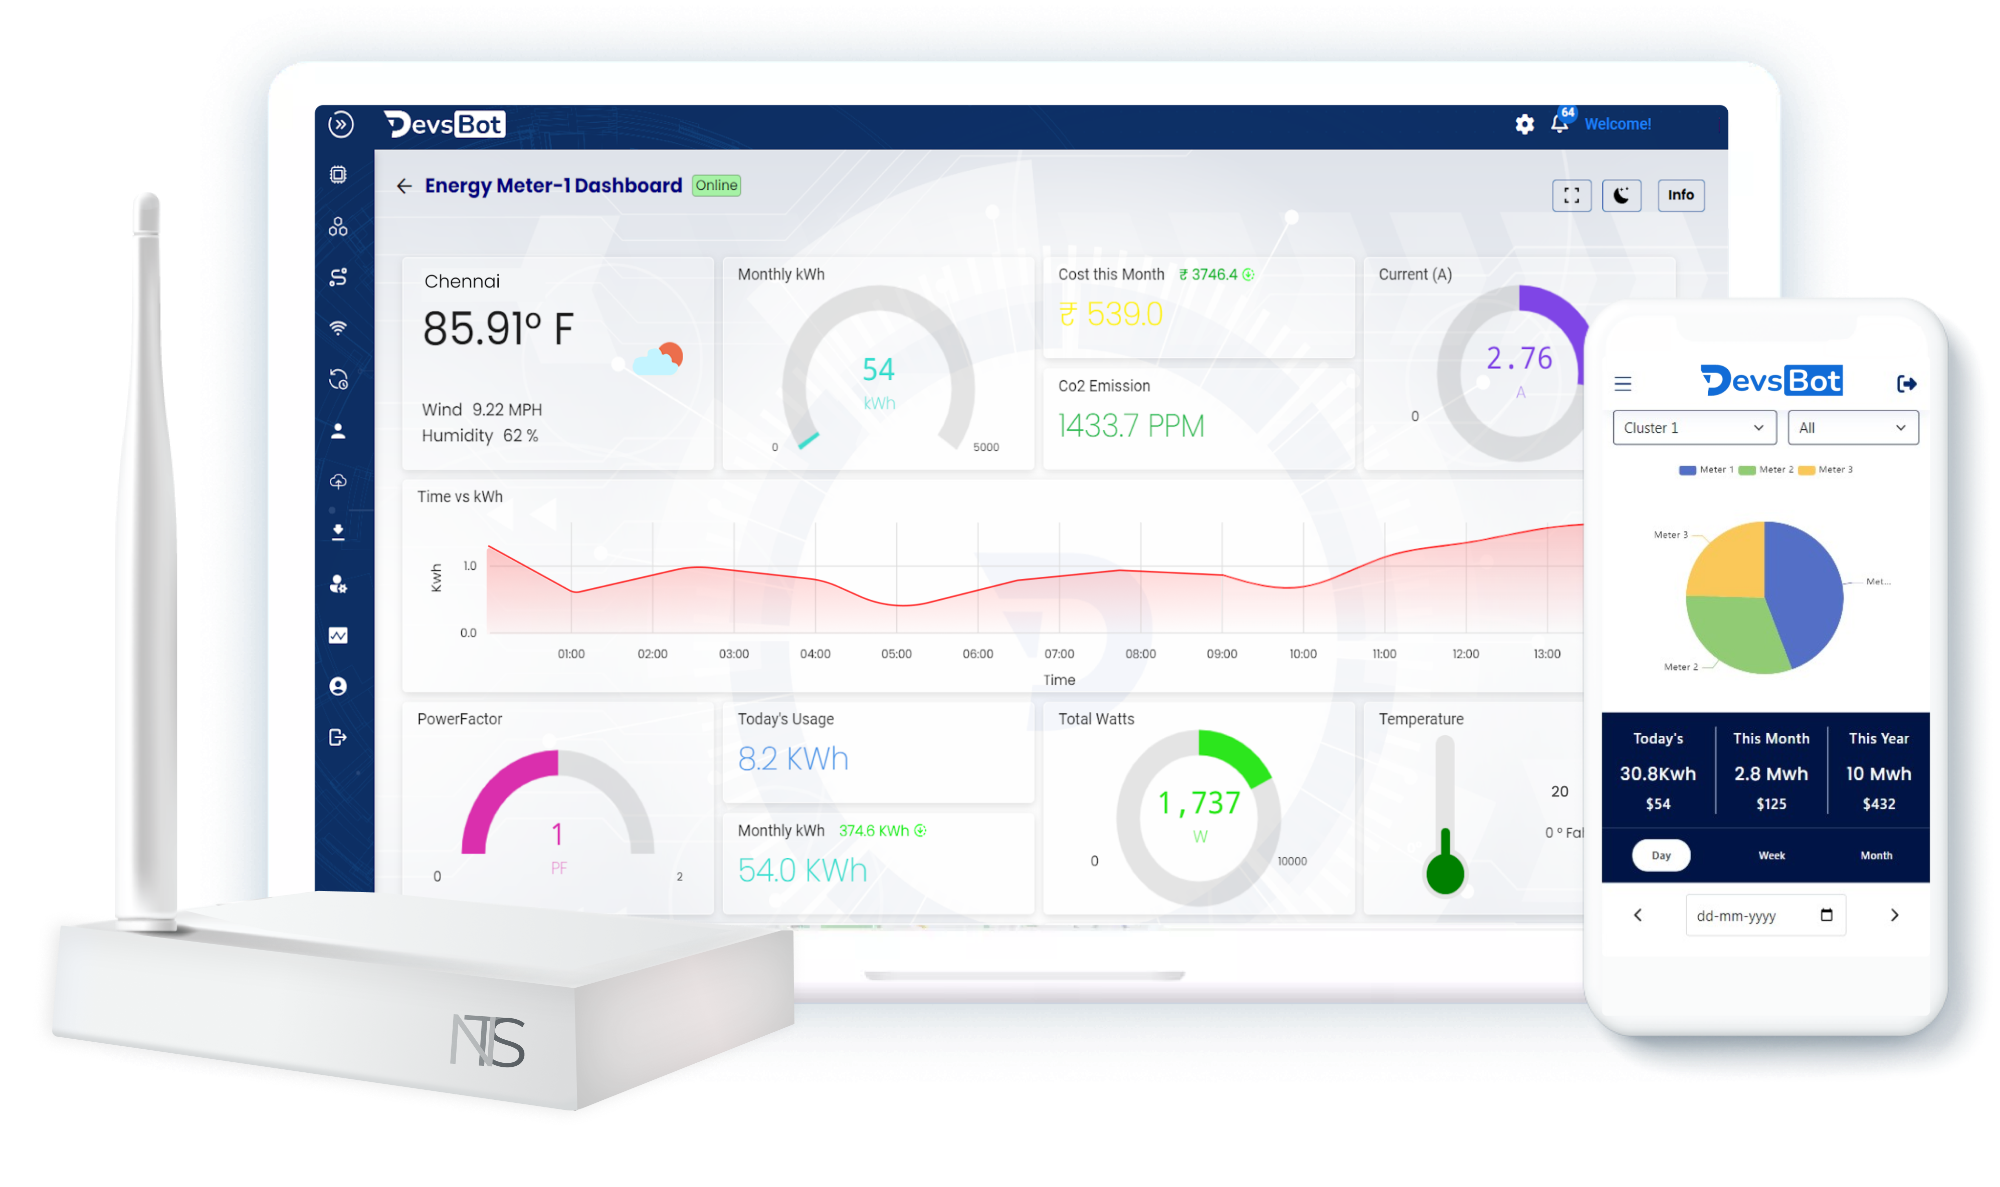 DevsBot
64
Welcome!
Energy Meter-1 Dashboard
Online
Info
Chennai
85.91° F
Wind 9.22 MPH
Humidity 62 %
Monthly kWh
54
kWh
0
5000
Cost this Month ₹ 3746.4
₹ 539.0
Co2 Emission
1433.7 PPM
Current (A)
2.76
A
0
Time vs kWh
Kwh
1.0
0.0
01:00 02:00 03:00 04:00 05:00 06:00 07:00 08:00 09:00 10:00 11:00 12:00 13:00
Time
PowerFactor
1
PF
0
2
Today's Usage
8.2 KWh
Monthly kWh 374.6 KWh
54.0 KWh
Total Watts
1,737
W
0
10000
Temperature
20
0 ° Fal
NTS
DevsBot
Cluster 1
All
Meter 1 Meter 2 Meter 3
Meter 3
Met...
Meter 2
Today's This Month This Year
30.8Kwh 2.8 Mwh 10 Mwh
$54 $125 $432
Day Week Month
dd-mm-yyyy